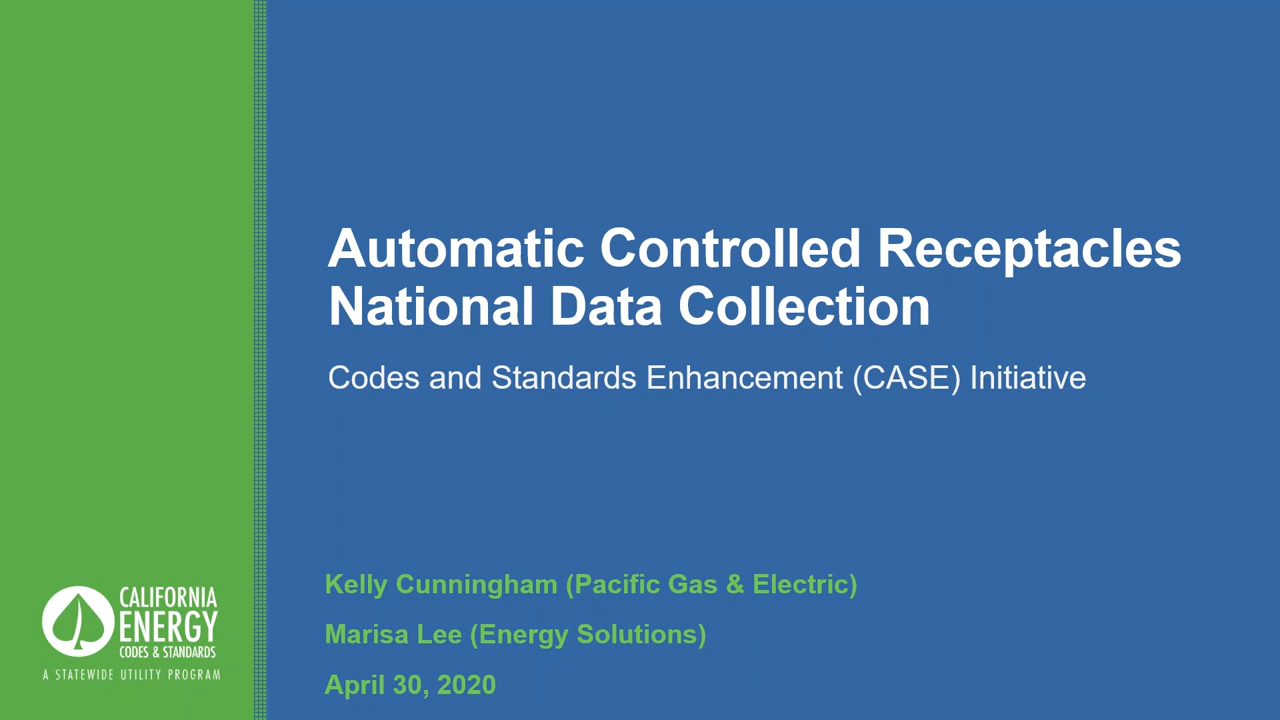 Automatic Controlled Receptacles
National Data Collection
Codes and Standards Enhancement (CASE) Initiative
Kelly Cunningham (Pacific Gas & Electric)
Marisa Lee (Energy Solutions)
April 30, 2020
CALIFORNIA
ENERGY
CODES & STANDARDS
A STATEWIDE UTILITY PROGRAM